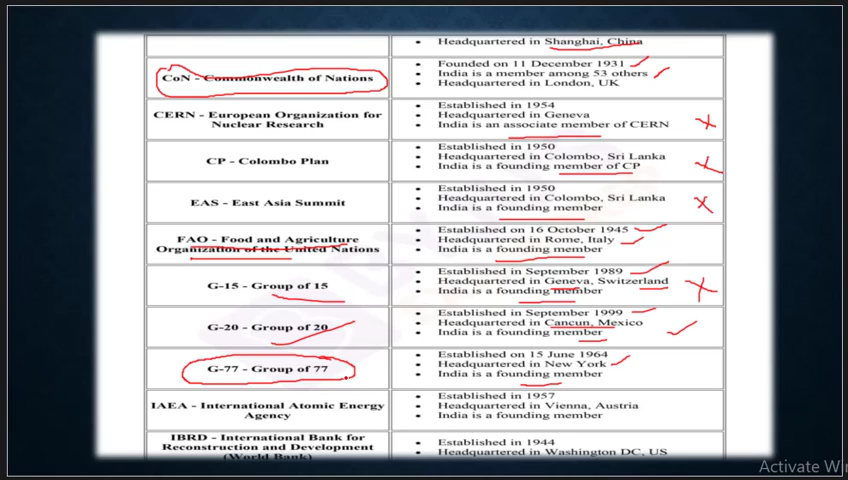 • Headquartered in Shanghai, China
CoN - Commonwealth of Nations
• Founded on 11 December 1931
• India is a member among 53 others
• Headquartered in London, UK
CERN - European Organization for
Nuclear Research
• Established in 1954
• Headquartered in Geneva
• India is an associate member of CERN
CP - Colombo Plan
• Established in 1950
• Headquartered in Colombo, Sri Lanka
• India is a founding member of CP
EAS - East Asia Summit
• Established in 1950
• Headquartered in Colombo, Sri Lanka
• India is a founding member
FAO - Food and Agriculture
Organization of the United Nations
• Established on 16 October 1945
• Headquartered in Rome, Italy
• India is a founding member
G-15 - Group of 15
• Established in September 1989
• Headquartered in Geneva, Switzerland
• India is a founding member
G-20 - Group of 20
• Established in September 1999
• Headquartered in Cancun, Mexico
• India is a founding member
G-77 - Group of 77
• Established on 15 June 1964
• Headquartered in New York
• India is a founding member
IAEA - International Atomic Energy
Agency
• Established in 1957
• Headquartered in Vienna, Austria
• India is a founding member
IBRD - International Bank for
Reconstruction and Development
(World Bank)
• Established in 1944
• Headquartered in Washington DC, US
Activate Win